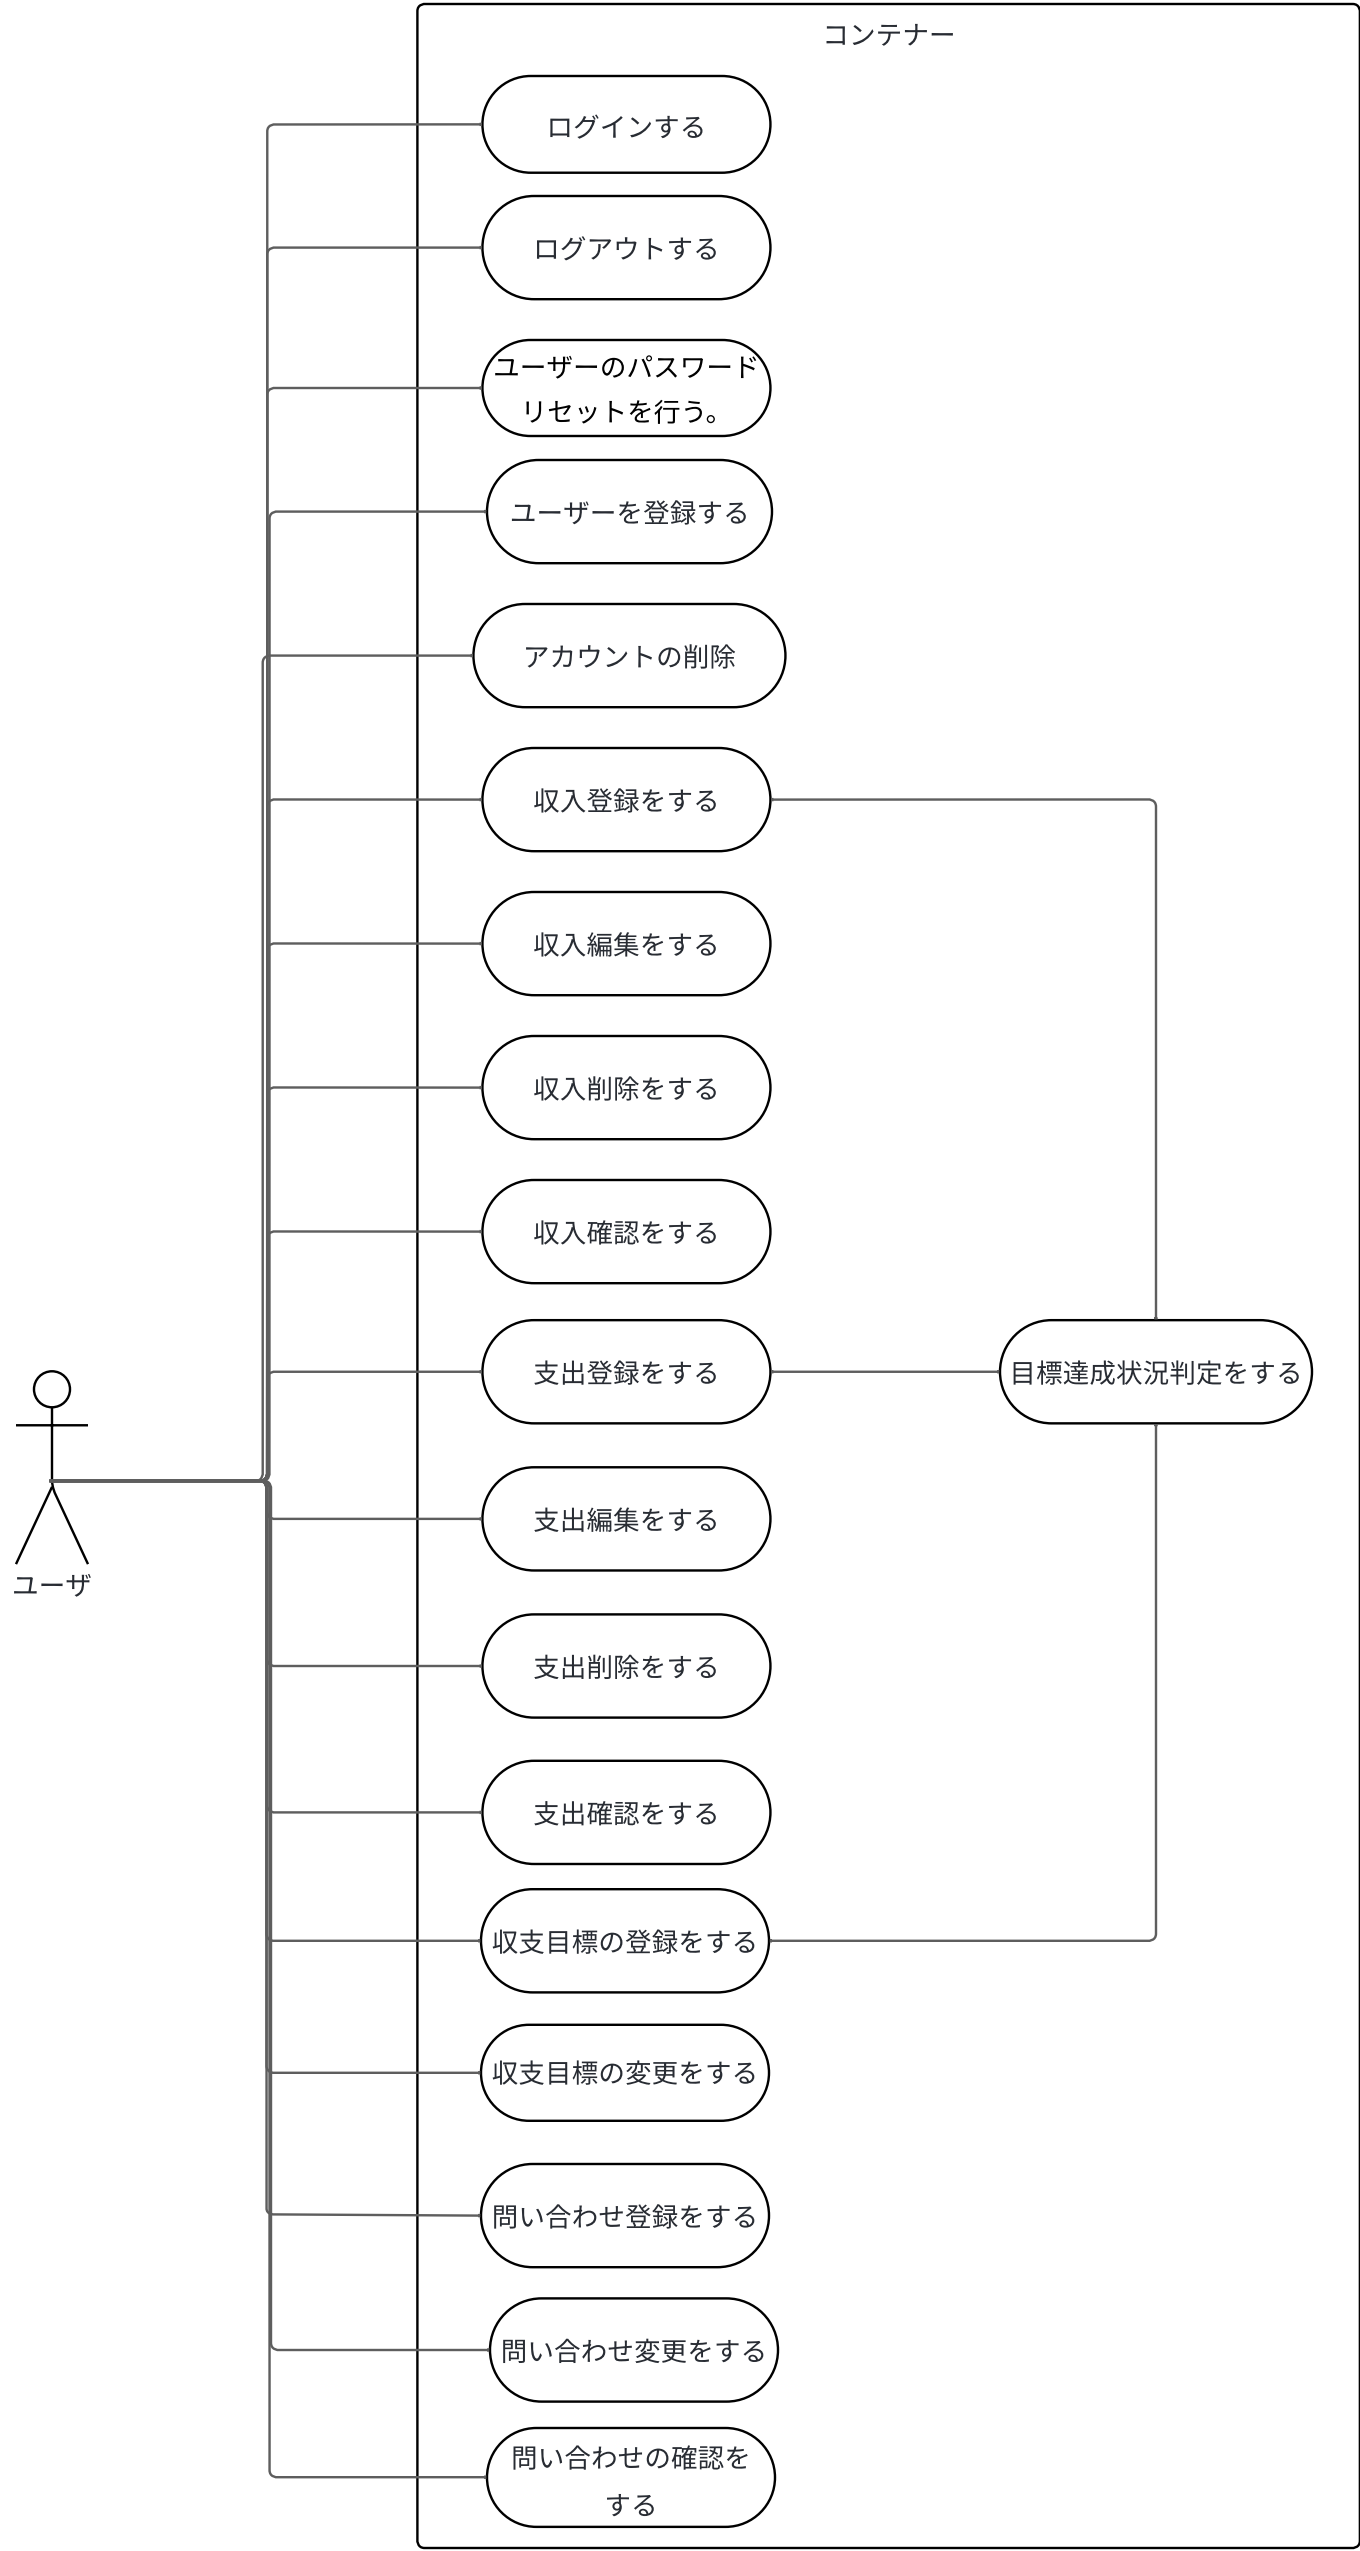 コンテナー
ログインする
ログアウトする
ユーザーのパスワード
リセットを行う。
ユーザーを登録する
アカウントの削除
収入登録をする
収入編集をする
収入削除をする
収入確認をする
支出登録をする
目標達成状況判定をする
支出編集をする
ユーザ
支出削除をする
支出確認をする
収支目標の登録をする
収支目標の変更をする
問い合わせ登録をする
問い合わせ変更をする
問い合わせの確認を
する